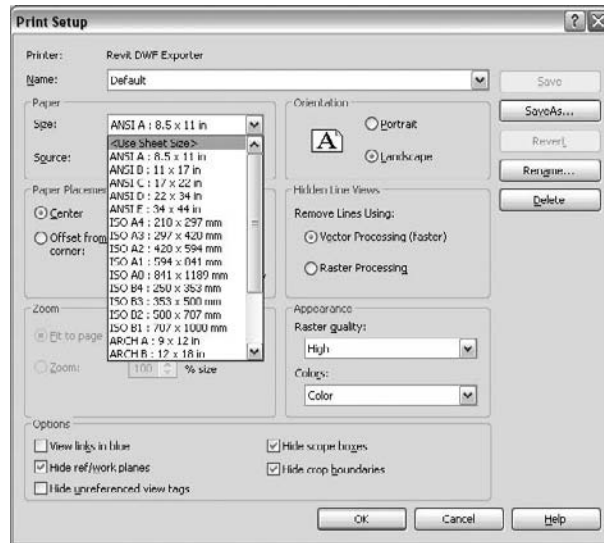 Print Setup
Printer: Revit DWF Exporter
Name: Default
Save
Paper
Size: ANSI A : 8.5 x 11 in
<Use Sheet Size>
ANSI A : 8.5 x 11 in
ANSI B : 11 x 17 in
ANSI C : 17 x 22 in
ANSI D : 22 x 34 in
ANSI E : 34 x 44 in
ISO A4 : 210 x 297 mm
ISO A3 : 297 x 420 mm
ISO A2 : 420 x 594 mm
ISO A1 : 594 x 841 mm
ISO A0 : 841 x 1189 mm
ISO B4 : 250 x 353 mm
ISO B3 : 353 x 500 mm
ISO B2 : 500 x 707 mm
ISO B1 : 707 x 1000 mm
ARCH A : 9 x 12 in
ARCH B : 12 x 18 in
Source:
Orientation
A
Portrait
Landscape
SaveAs...
Revert
Rename...
Delete
Paper Placemen
Center
Offset from
corner:
Hidden Line Views
Remove Lines Using:
Vector Processing (faster)
Raster Processing
Zoom
Fit to page
Zoom: 100 % size
Appearance
Raster quality:
High
Colors:
Color
Options
View links in blue
Hide ref/work planes
Hide unreferenced view tags
Hide scope boxes
Hide crop boundaries
OK
Cancel
Help